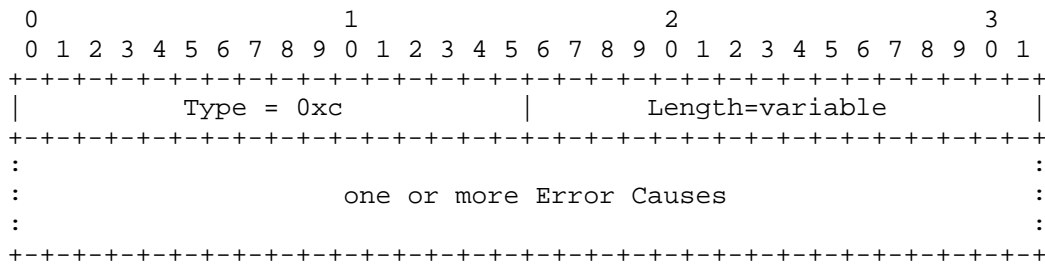 0                   1                   2                   3
 0 1 2 3 4 5 6 7 8 9 0 1 2 3 4 5 6 7 8 9 0 1 2 3 4 5 6 7 8 9 0 1
+-+-+-+-+-+-+-+-+-+-+-+-+-+-+-+-+-+-+-+-+-+-+-+-+-+-+-+-+-+-+-+-+
|          Type = 0xc           |       Length=variable         |
+-+-+-+-+-+-+-+-+-+-+-+-+-+-+-+-+-+-+-+-+-+-+-+-+-+-+-+-+-+-+-+-+
:                                                               :
:                    one or more Error Causes                   :
:                                                               :
+-+-+-+-+-+-+-+-+-+-+-+-+-+-+-+-+-+-+-+-+-+-+-+-+-+-+-+-+-+-+-+-+